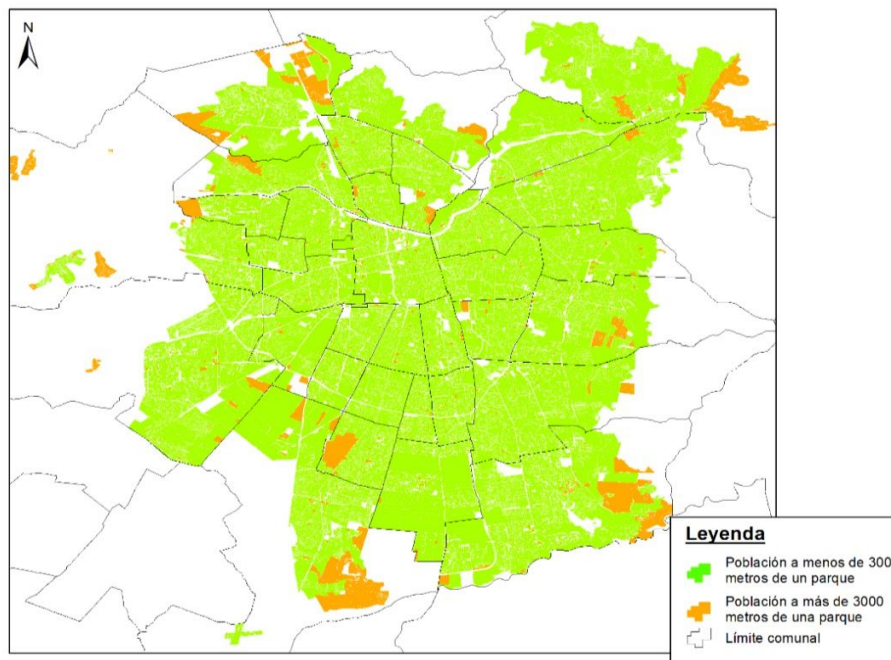 N
Leyenda
Población a menos de 300
metros de un parque
Población a más de 3000
metros de una parque
Límite comunal